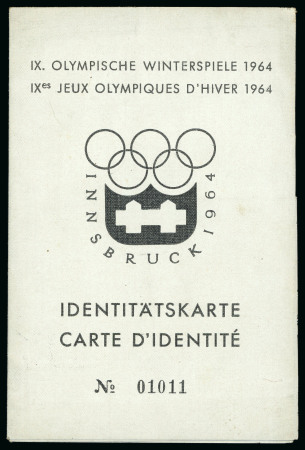 IX. OLYMPISCHE WINTERSPIELE 1964
IXes JEUX OLYMPIQUES D'HIVER 1964
INNSBRUCK 1964
IDENTITÄTSKARTE
CARTE D'IDENTITÉ
№ 01011